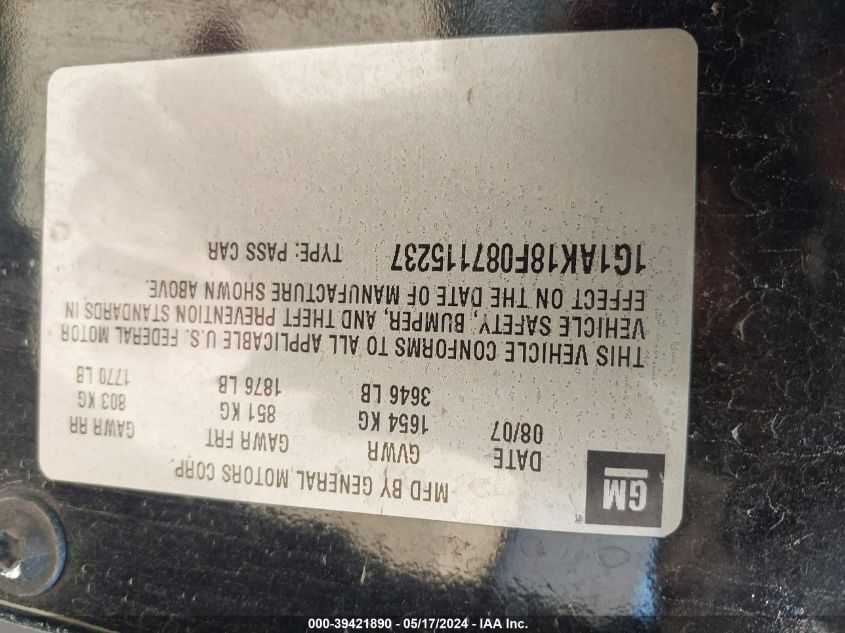 GM
®
MFD BY GENERAL MOTORS CORP.
DATE GVWR GAWR FRT GAWR RR
08/07 1654 KG 851 KG 803 KG
3646 LB 1876 LB 1770 LB
THIS VEHICLE CONFORMS TO ALL APPLICABLE U.S. FEDERAL MOTOR
VEHICLE SAFETY, BUMPER, AND THEFT PREVENTION STANDARDS IN
EFFECT ON THE DATE OF MANUFACTURE SHOWN ABOVE.
1G1AK18F087115237 TYPE: PASS CAR
000-39421890 - 05/17/2024 - IAA Inc.